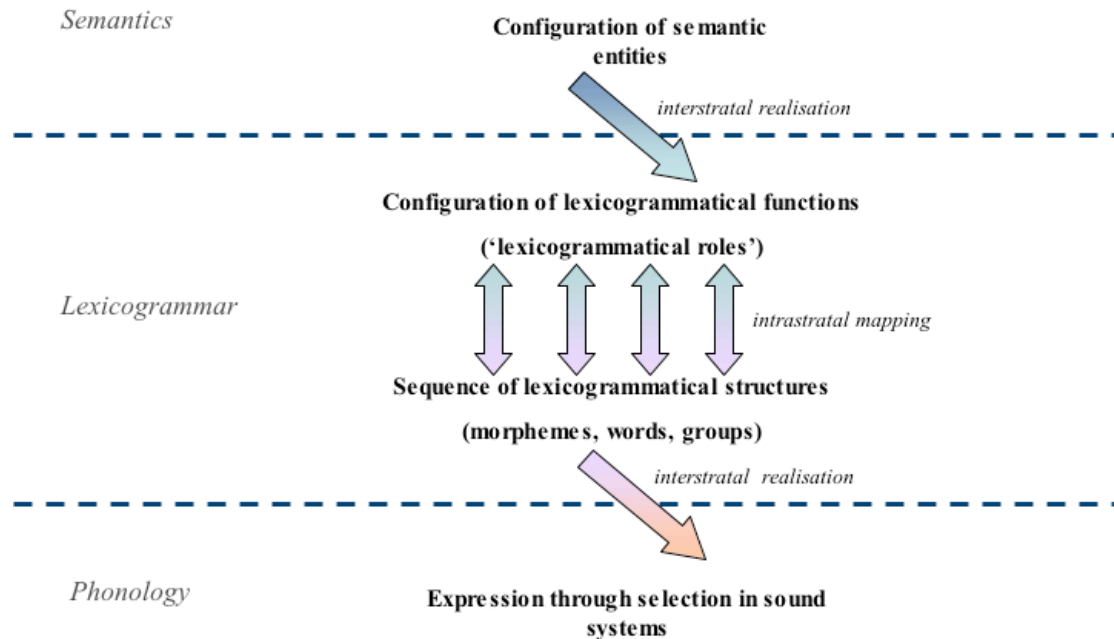 Semantics
Configuration of semantic
entities
interstratal realisation
Configuration of lexicogrammatical functions
(‘lexicogrammatical roles’)
Lexicogrammar
intrastratal mapping
Sequence of lexicogrammatical structures
(morphemes, words, groups)
interstratal realisation
Phonology
Expression through selection in sound
systems